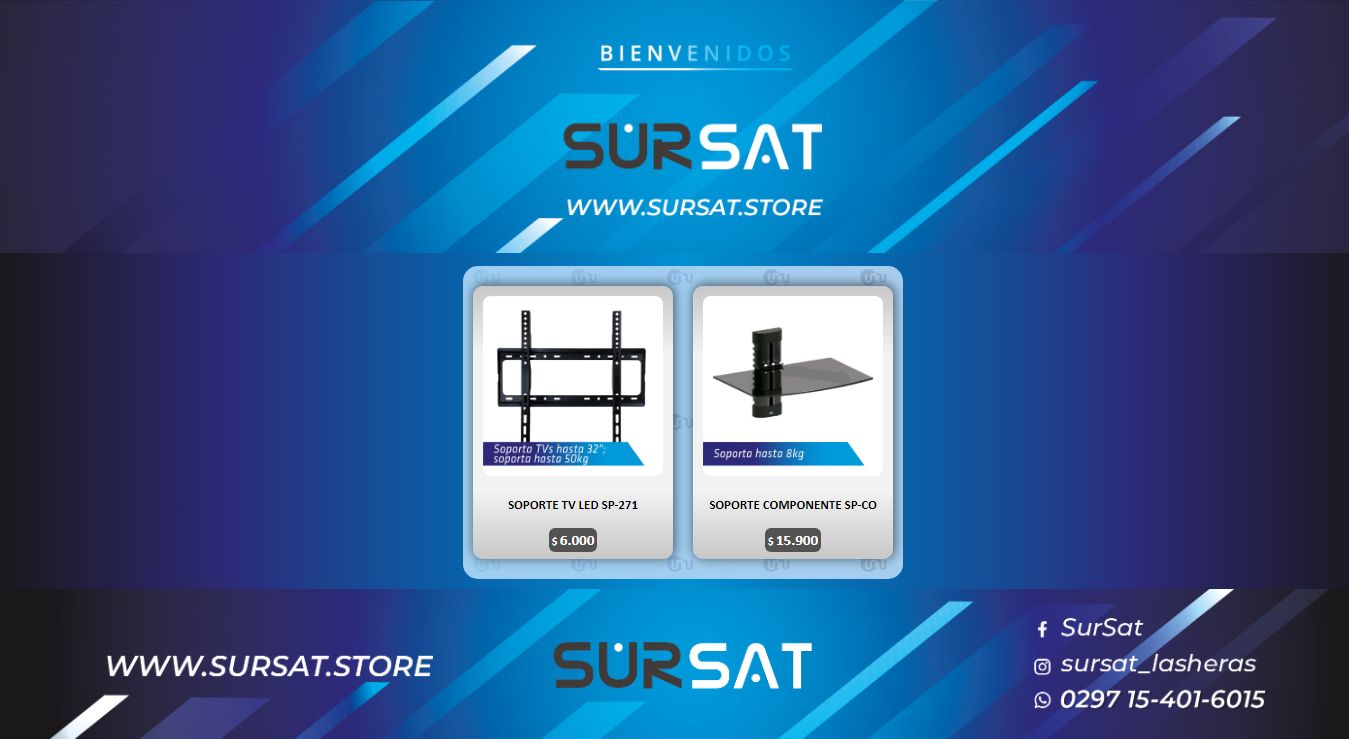 BIENVENIDOS
SURSAT
WWW.SURSAT.STORE
Soporta TVs hasta 32";
soporta hasta 50kg
SOPORTE TV LED SP-271
$ 6.000
Soporta hasta 8kg
SOPORTE COMPONENTE SP-CO
$ 15.900
WWW.SURSAT.STORE
SURSAT
SurSat
sursat_lasheras
0297 15-401-6015